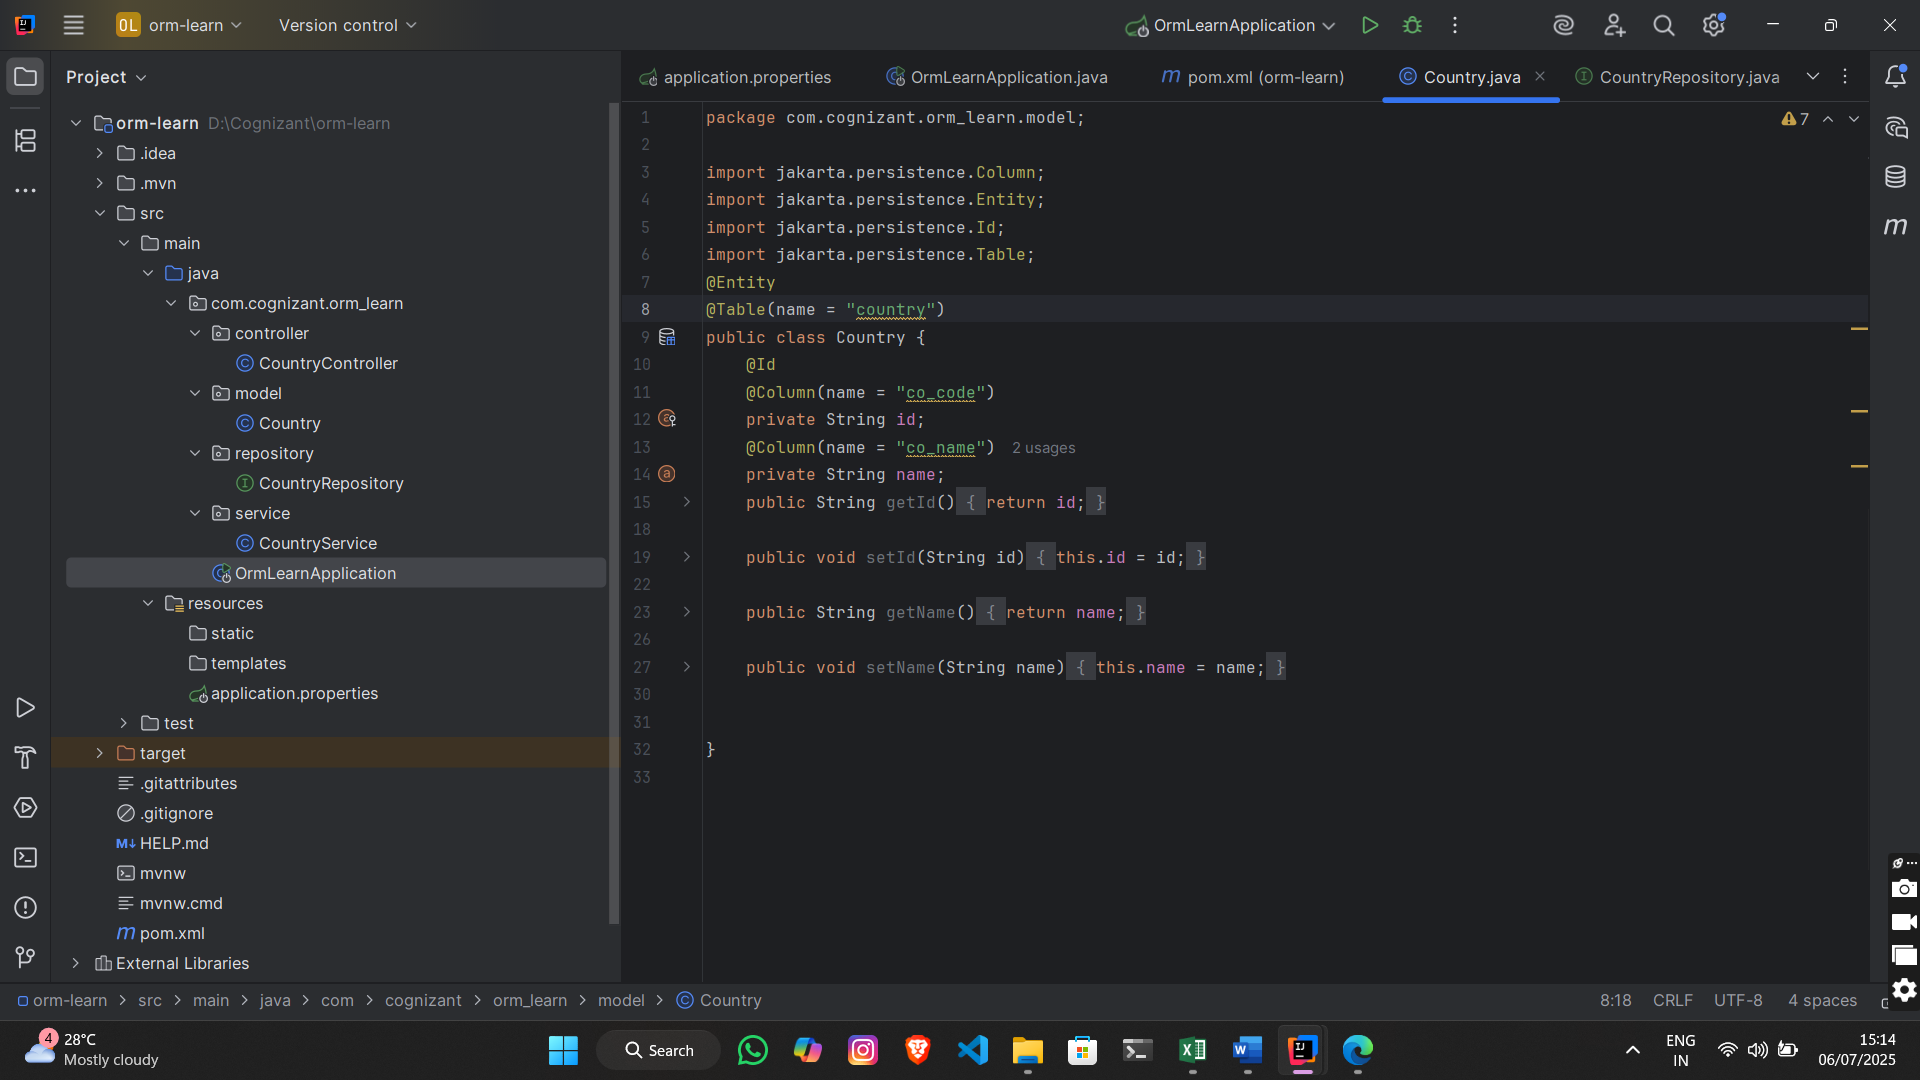 OL orm-learn Version control OrmLearnApplication
Project
application.properties OrmLearnApplication.java pom.xml (orm-learn) Country.java CountryRepository.java
orm-learn D:\Cognizant\orm-learn
.idea
.mvn
src
main
java
com.cognizant.orm_learn
controller
CountryController
model
Country
repository
CountryRepository
service
CountryService
OrmLearnApplication
resources
static
templates
application.properties
test
target
.gitattributes
.gitignore
M↓ HELP.md
mvnw
mvnw.cmd
m pom.xml
External Libraries
7
1 package com.cognizant.orm_learn.model;
2
3 import jakarta.persistence.Column;
4 import jakarta.persistence.Entity;
5 import jakarta.persistence.Id;
6 import jakarta.persistence.Table;
7 @Entity
8 @Table(name = "country")
9 public class Country {
10 @Id
11 @Column(name = "co_code")
12 private String id;
13 @Column(name = "co_name") 2 usages
14 private String name;
15 public String getId() { return id; }
18
19 public void setId(String id) { this.id = id; }
22
23 public String getName() { return name; }
26
27 public void setName(String name) { this.name = name; }
30
31
32 }
33
orm-learn > src > main > java > com > cognizant > orm_learn > model > Country
8:18 CRLF UTF-8 4 spaces
4 28°C
Mostly cloudy
Search
ENG
IN
15:14
06/07/2025